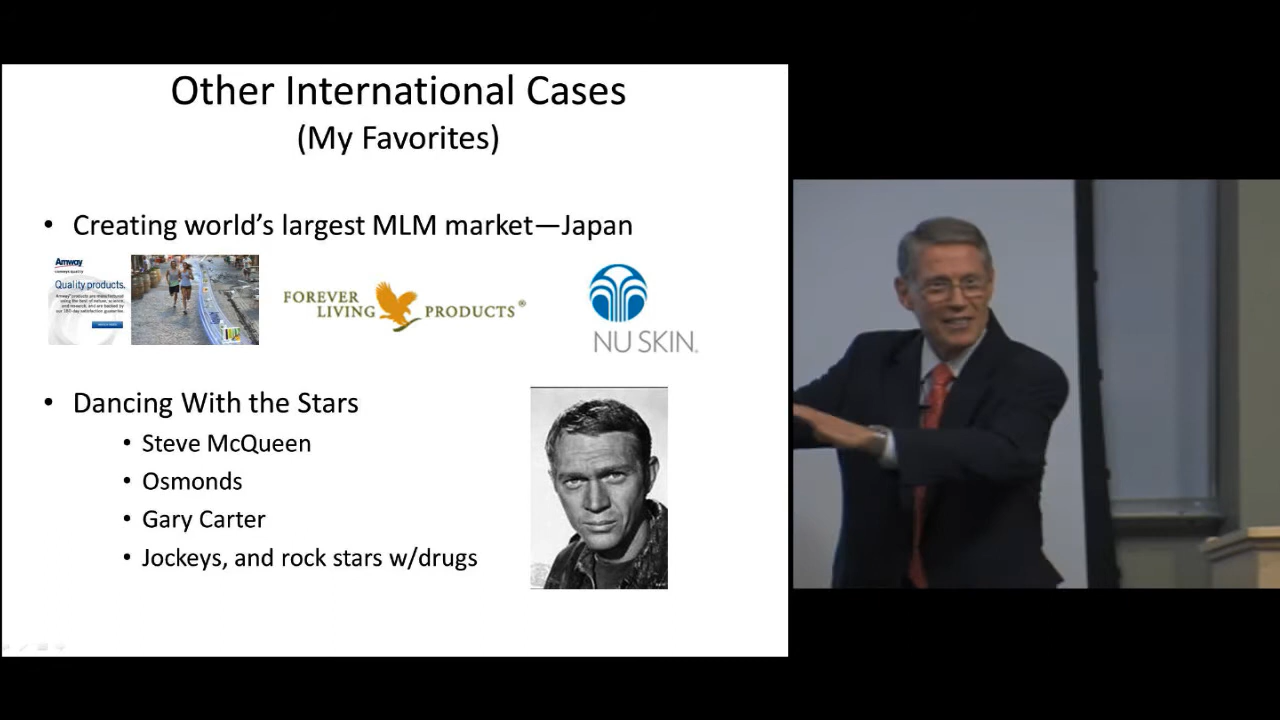 Other International Cases
(My Favorites)
• Creating world's largest MLM market—Japan
Amway
Quality products.
FOREVER
LIVING PRODUCTS®
NU SKIN®
• Dancing With the Stars
• Steve McQueen
• Osmonds
• Gary Carter
• Jockeys, and rock stars w/drugs